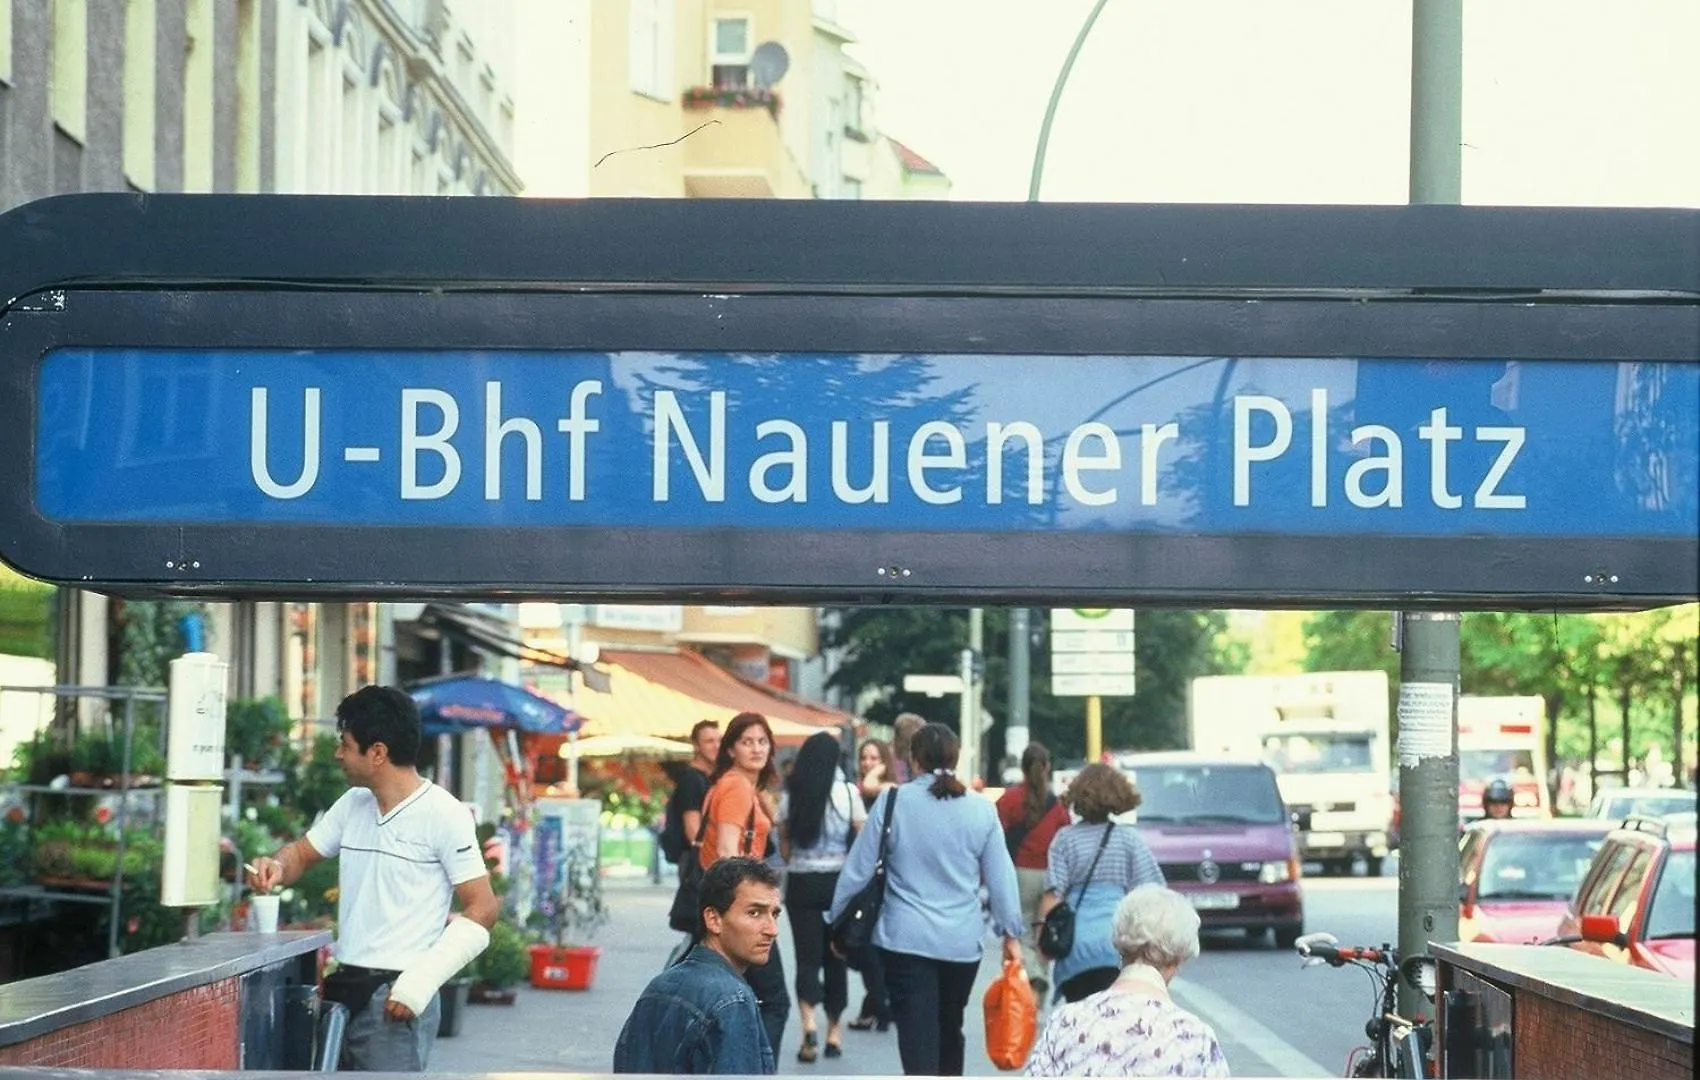 U-Bhf Nauener Platz